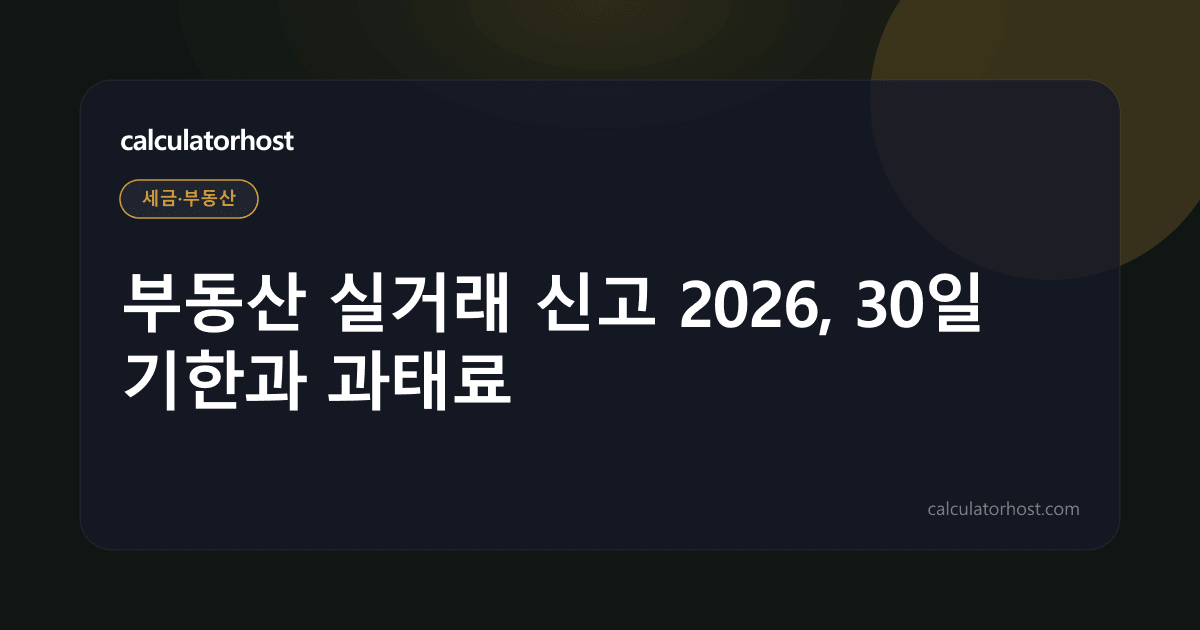 calculatorhost
세금·부동산
부동산 실거래 신고 2026, 30일
기한과 과태료
calculatorhost.com